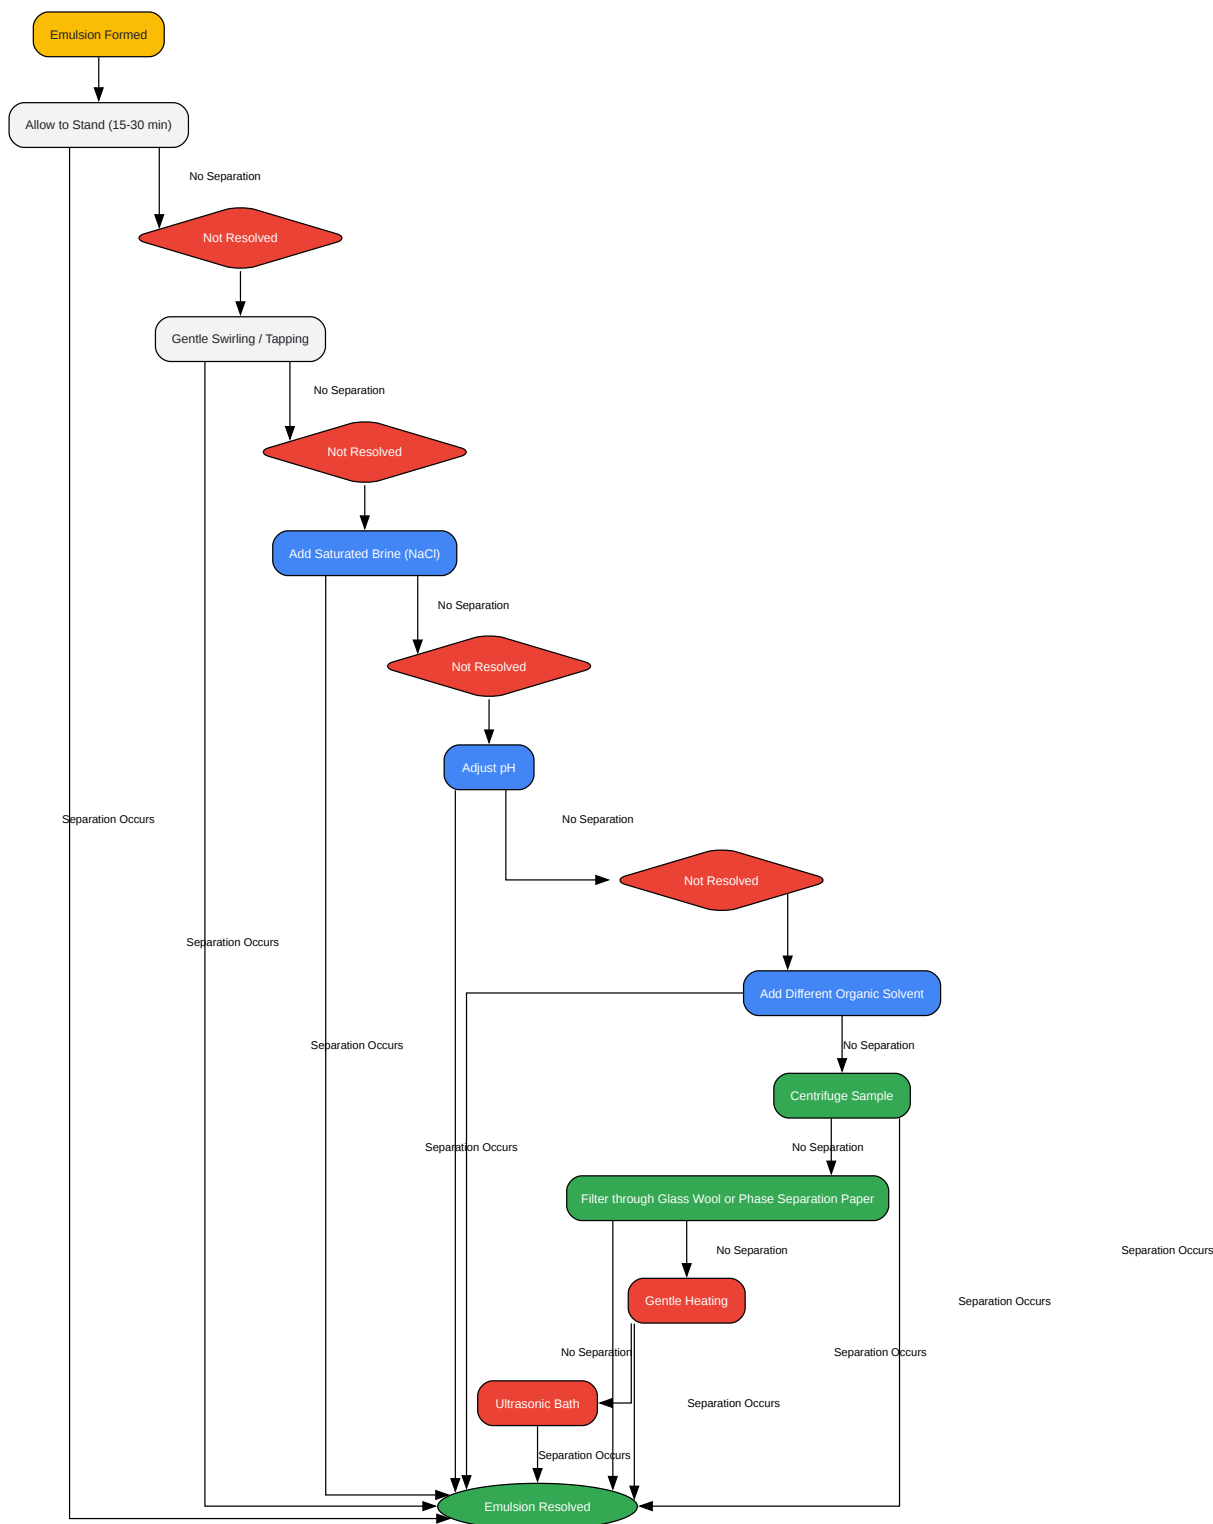 Emulsion Formed
Allow to Stand (15-30 min)
No Separation
Not Resolved
Gentle Swirling / Tapping
No Separation
Not Resolved
Add Saturated Brine (NaCl)
No Separation
Not Resolved
Adjust pH
Separation Occurs
No Separation
Not Resolved
Separation Occurs
Add Different Organic Solvent
Separation Occurs
No Separation
Centrifuge Sample
Separation Occurs
No Separation
Filter through Glass Wool or Phase Separation Paper
No Separation
Separation Occurs
Gentle Heating
Separation Occurs
No Separation
Separation Occurs
Ultrasonic Bath
Separation Occurs
Separation Occurs
Emulsion Resolved